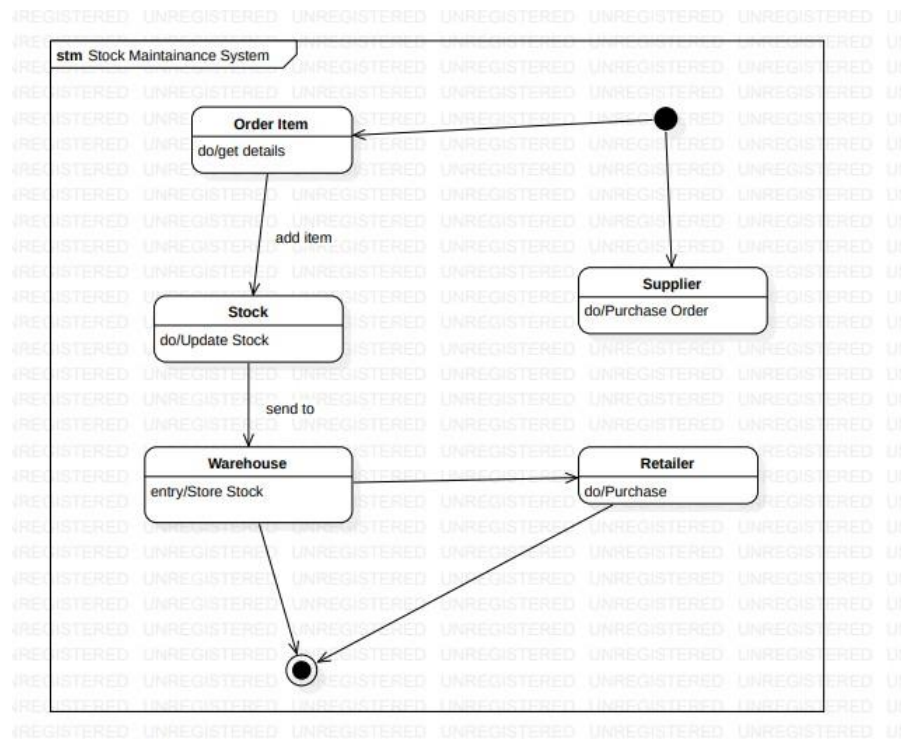 stm Stock Maintainance System
Order Item
do/get details
add item
Supplier
do/Purchase Order
Stock
do/Update Stock
send to
Warehouse
entry/Store Stock
Retailer
do/Purchase
UNREGISTERED